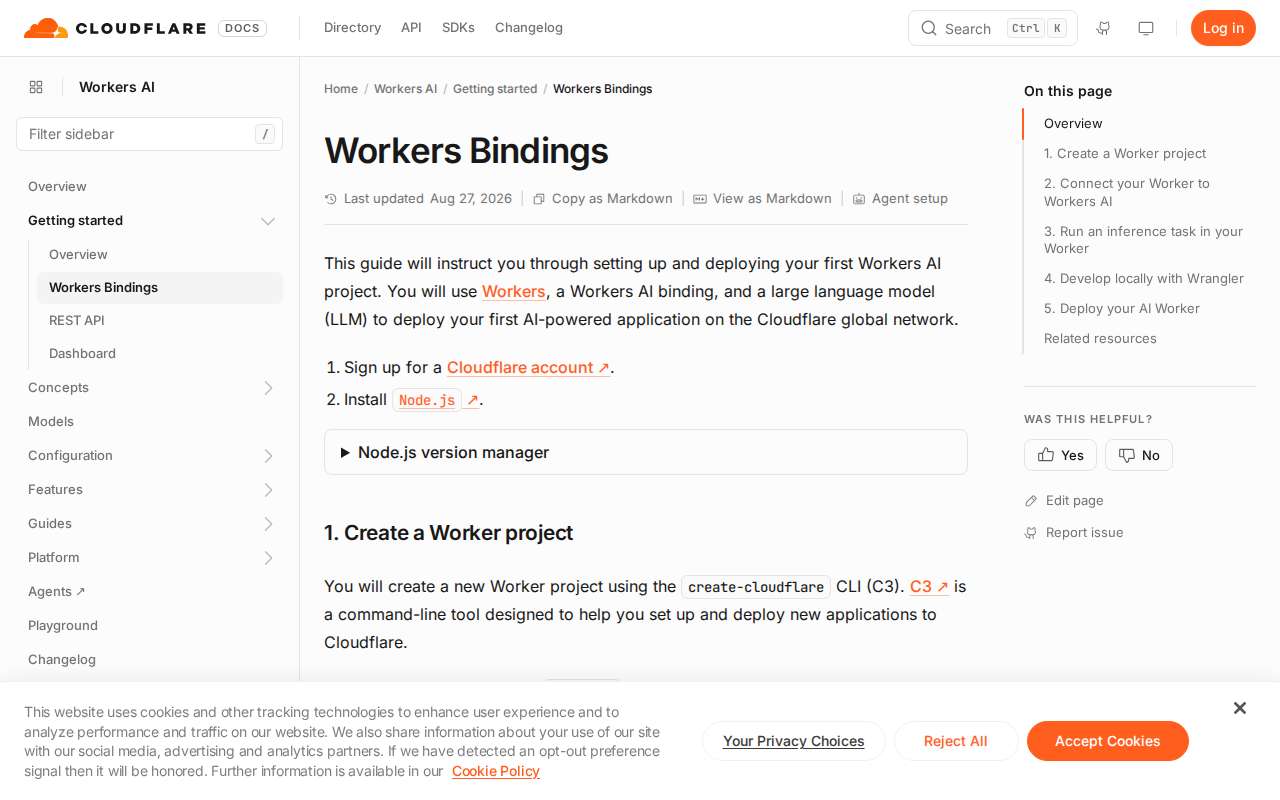 CLOUDFLARE DOCS
Directory API SDKs Changelog
Search Ctrl K
Log in
Workers AI
Filter sidebar /
Overview
Getting started
Overview
Workers Bindings
REST API
Dashboard
Concepts
Models
Configuration
Features
Guides
Platform
Agents ↗
Playground
Changelog
Home / Workers AI / Getting started / Workers Bindings
Workers Bindings
Last updated Aug 27, 2026 Copy as Markdown View as Markdown Agent setup
This guide will instruct you through setting up and deploying your first Workers AI
project. You will use Workers, a Workers AI binding, and a large language model
(LLM) to deploy your first AI-powered application on the Cloudflare global network.
1. Sign up for a Cloudflare account ↗.
2. Install Node.js ↗.
Node.js version manager
1. Create a Worker project
You will create a new Worker project using the create-cloudflare CLI (C3). C3 ↗ is
a command-line tool designed to help you set up and deploy new applications to
Cloudflare.
On this page
Overview
1. Create a Worker project
2. Connect your Worker to
Workers AI
3. Run an inference task in your
Worker
4. Develop locally with Wrangler
5. Deploy your AI Worker
Related resources
WAS THIS HELPFUL?
Yes No
Edit page
Report issue
This website uses cookies and other tracking technologies to enhance user experience and to
analyze performance and traffic on our website. We also share information about your use of our site
with our social media, advertising and analytics partners. If we have detected an opt-out preference
signal then it will be honored. Further information is available in our Cookie Policy
Your Privacy Choices
Reject All
Accept Cookies